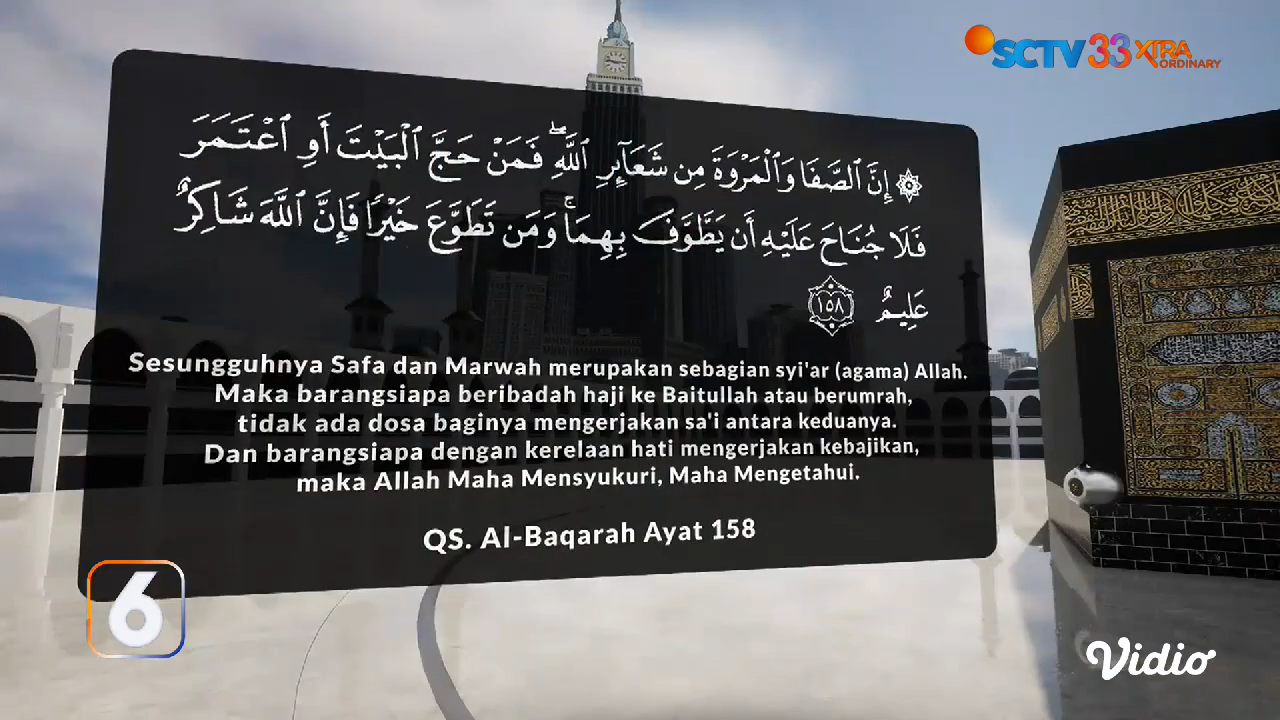 SCTV 33 XTRA
ORDINARY
۞ إِنَّ ٱلصَّفَا وَٱلْمَرْوَةَ مِن شَعَآئِرِ ٱللَّهِ ۖ فَمَنْ حَجَّ ٱلْبَيْتَ أَوِ ٱعْتَمَرَ
فَلَا جُنَاحَ عَلَيْهِ أَن يَطَّوَّفَ بِهِمَا ۚ وَمَن تَطَوَّعَ خَيْرًا فَإِنَّ ٱللَّهَ شَاكِرٌ
عَلِيمٌ ١٥٨
Sesungguhnya Safa dan Marwah merupakan sebagian syi'ar (agama) Allah.
Maka barangsiapa beribadah haji ke Baitullah atau berumrah,
tidak ada dosa baginya mengerjakan sa'i antara keduanya.
Dan barangsiapa dengan kerelaan hati mengerjakan kebajikan,
maka Allah Maha Mensyukuri, Maha Mengetahui.
QS. Al-Baqarah Ayat 158
6
Vidio